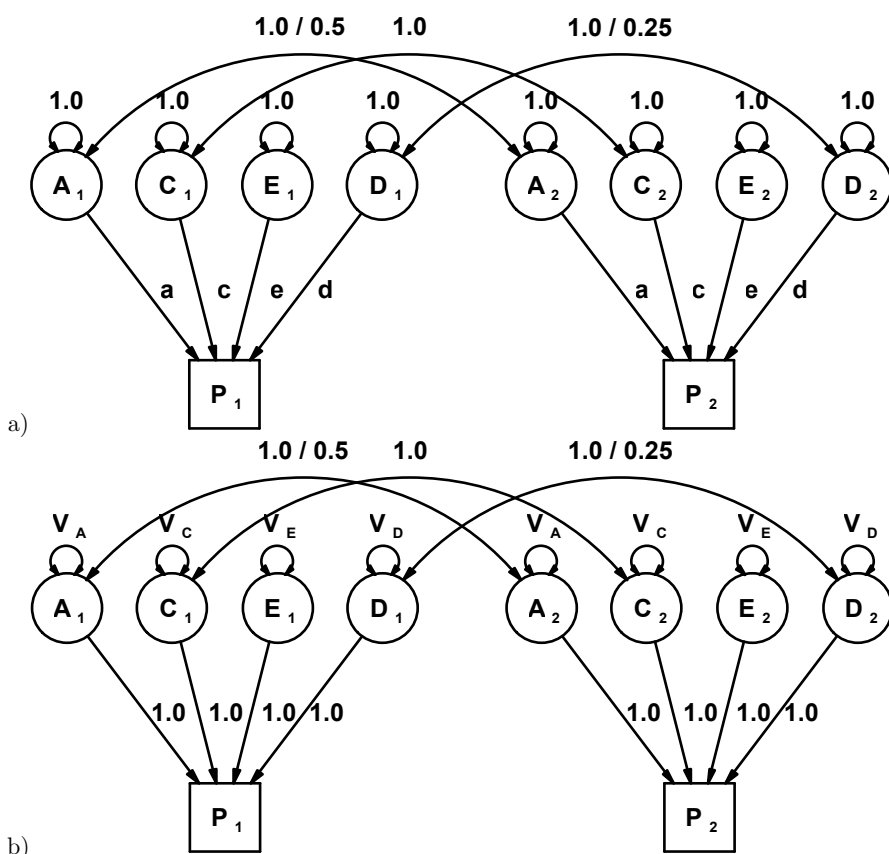 1.0 / 0.5 1.0 1.0 / 0.25
1.0 1.0 1.0 1.0 1.0 1.0 1.0 1.0
A 1 C 1 E 1 D 1 A 2 C 2 E 2 D 2
a c e d a c e d
P 1 P 2
a)
1.0 / 0.5 1.0 1.0 / 0.25
V A V C V E V D V A V C V E V D
A 1 C 1 E 1 D 1 A 2 C 2 E 2 D 2
1.0 1.0 1.0 1.0 1.0 1.0 1.0 1.0
P 1 P 2
b)